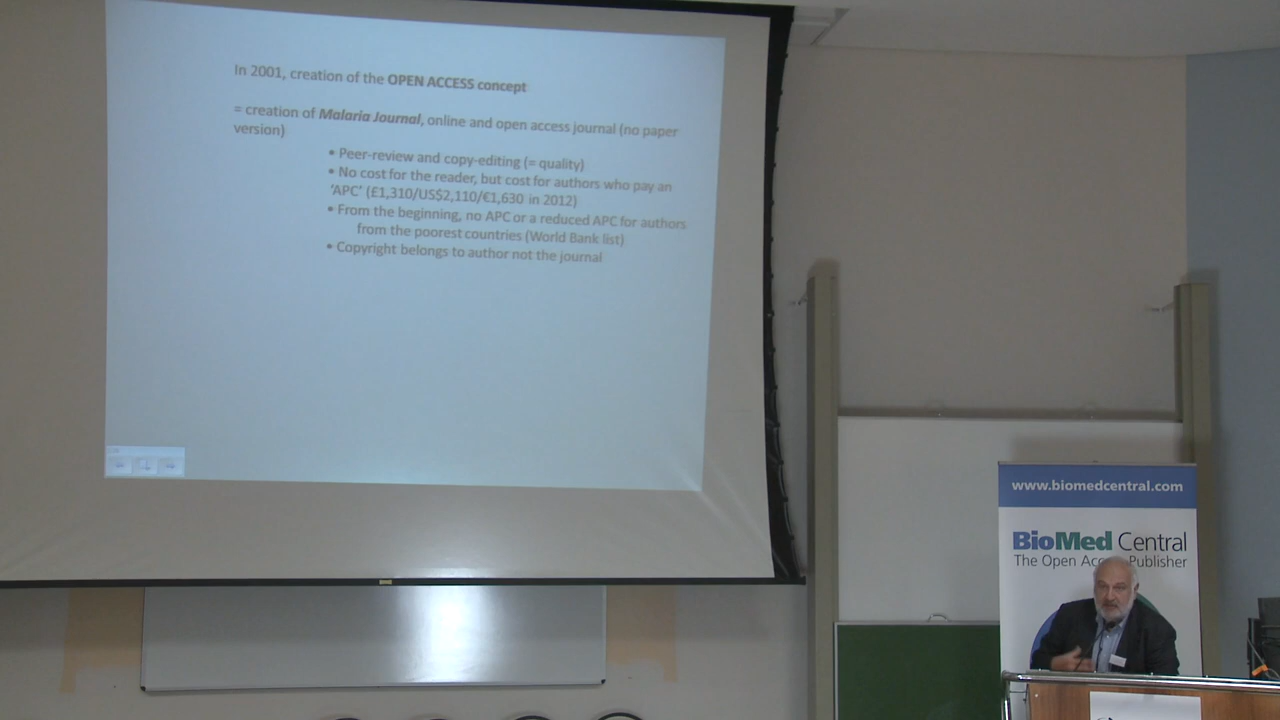 In 2001, creation of the OPEN ACCESS concept
= creation of Malaria Journal, online and open access journal (no paper
version)
• Peer-review and copy-editing (= quality)
• No cost for the reader, but cost for authors who pay an
'APC' (£1,310/US$2,110/€1,630 in 2012)
• From the beginning, no APC or a reduced APC for authors
from the poorest countries (World Bank list)
• Copyright belongs to author not the journal
www.biomedcentral.com
BioMed Central
The Open Publisher